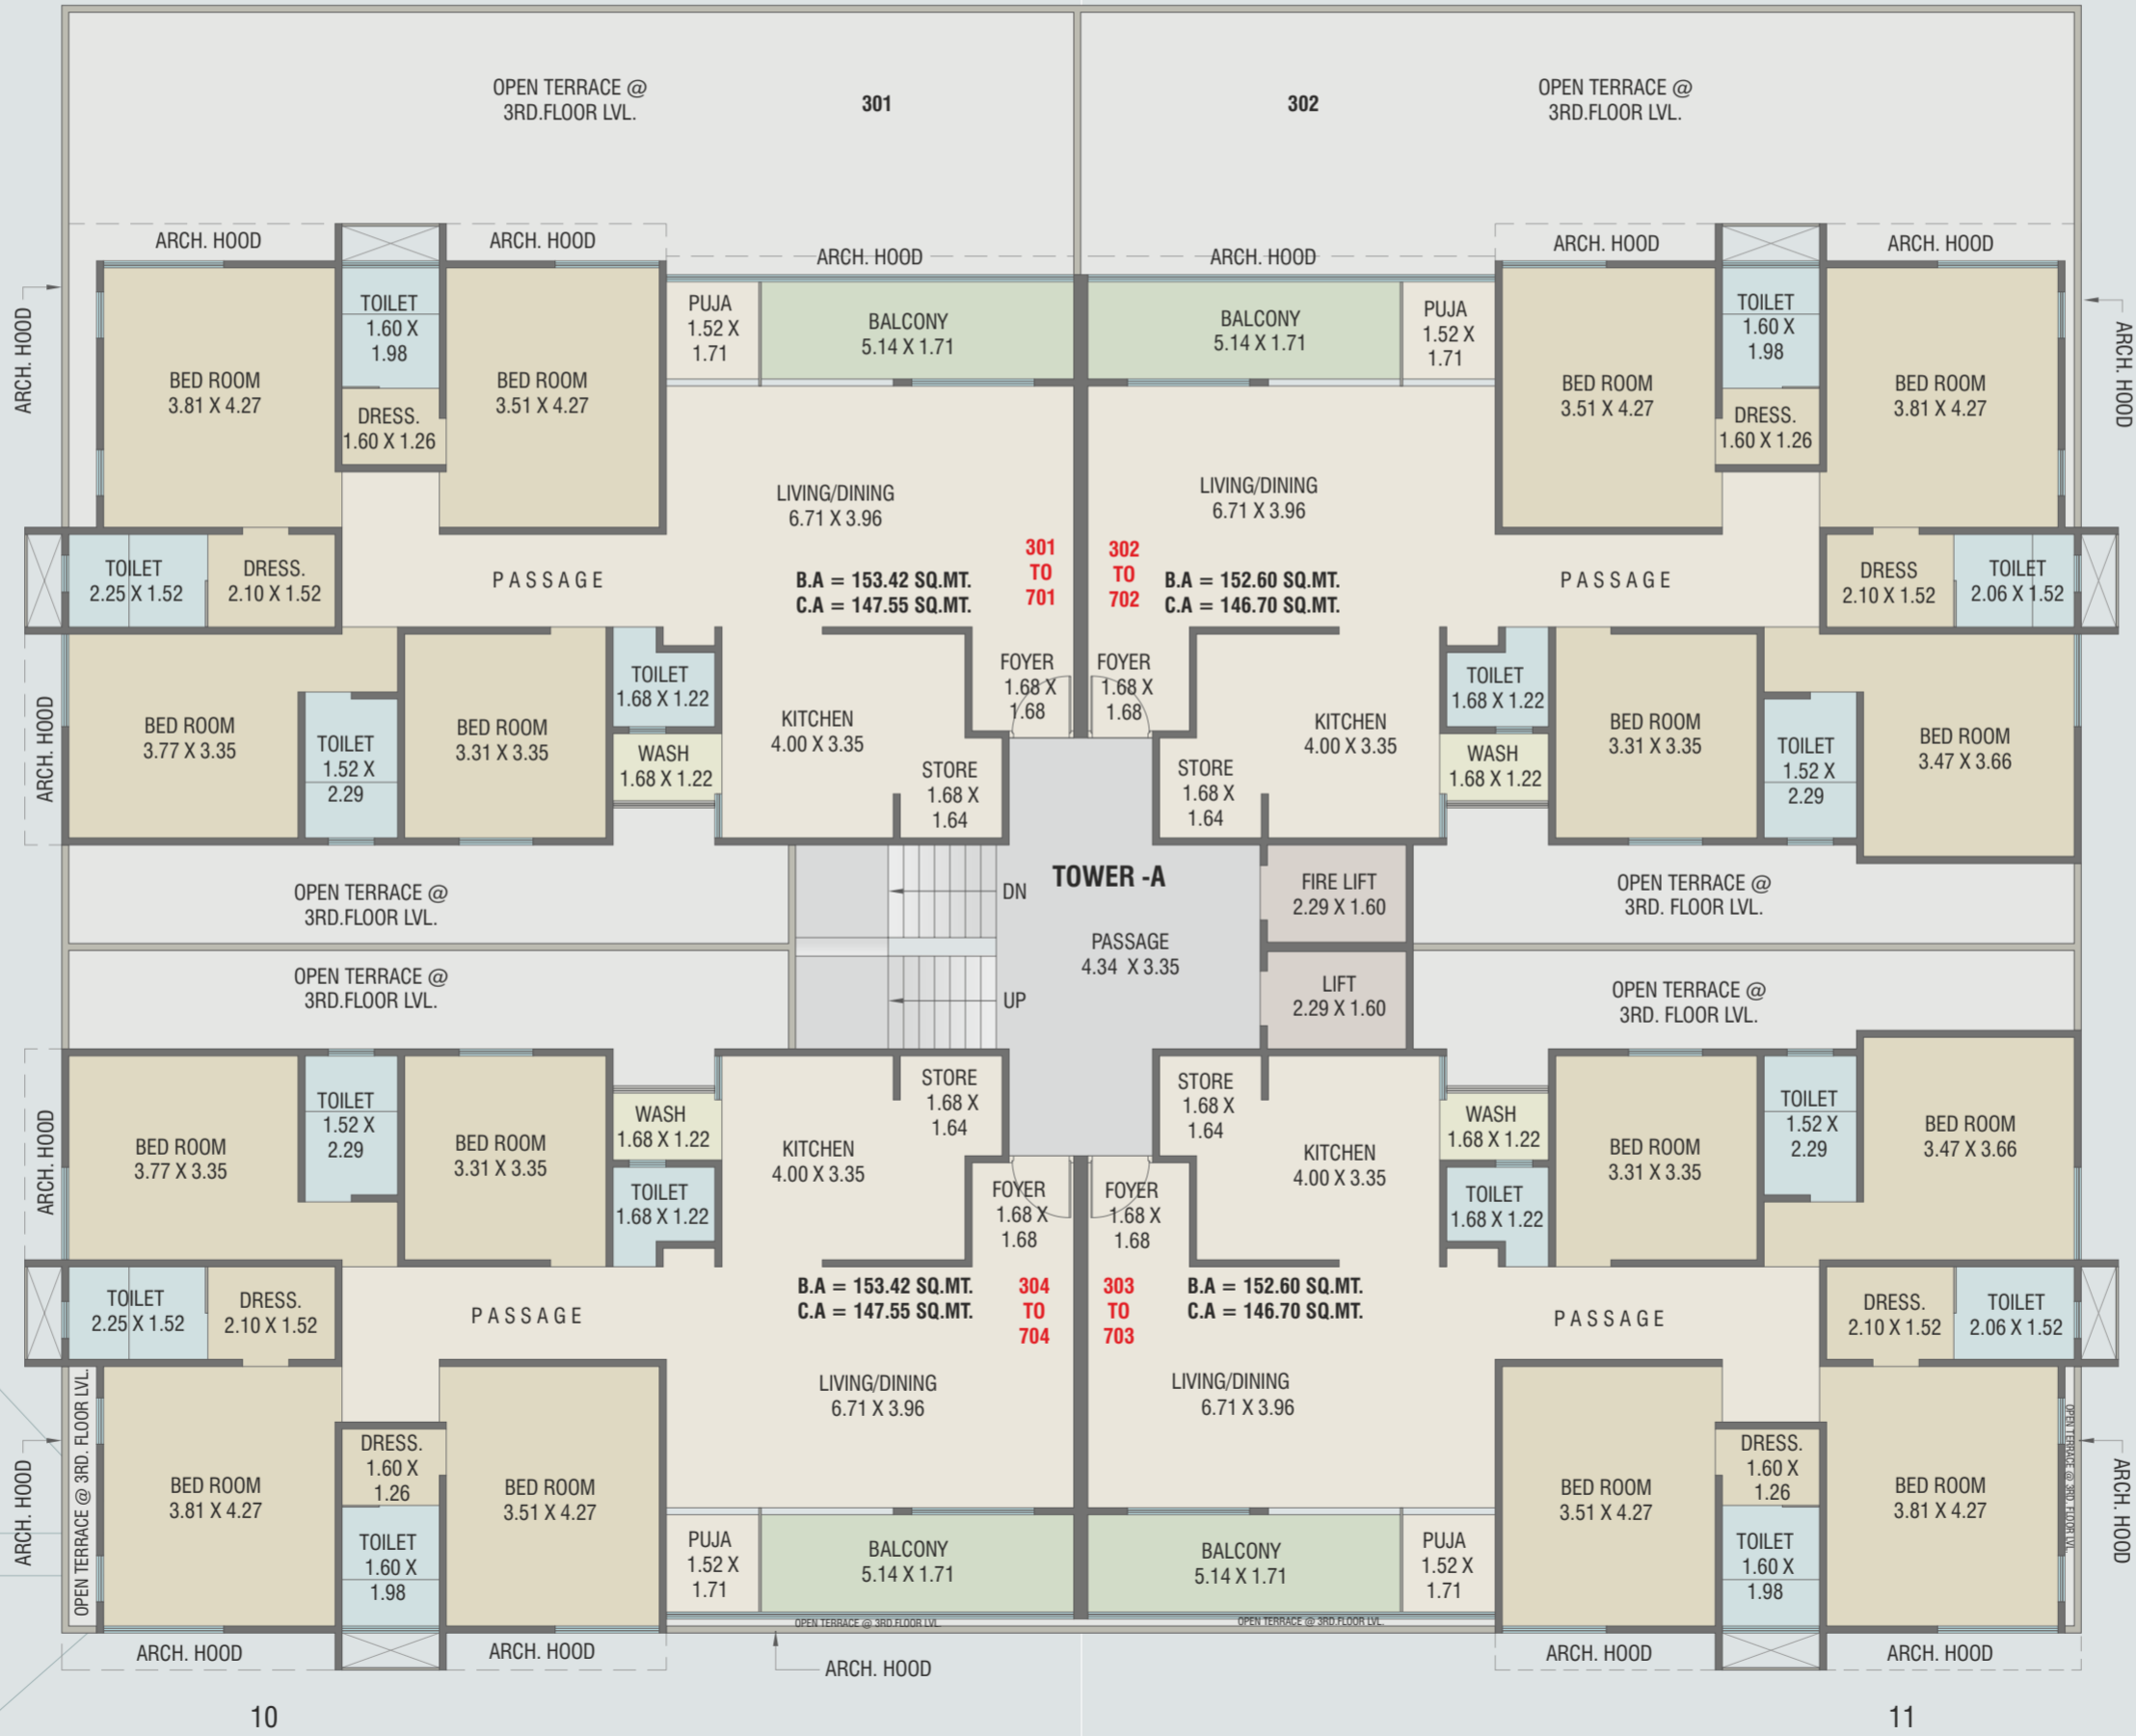 OPEN TERRACE @
3RD.FLOOR LVL.
301
302
OPEN TERRACE @
3RD.FLOOR LVL.
ARCH. HOOD
ARCH. HOOD
ARCH. HOOD
ARCH. HOOD
ARCH. HOOD
ARCH. HOOD
ARCH. HOOD
ARCH. HOOD
BED ROOM
3.81 X 4.27
TOILET
1.60 X
1.98
DRESS.
1.60 X 1.26
BED ROOM
3.51 X 4.27
PUJA
1.52 X
1.71
BALCONY
5.14 X 1.71
BALCONY
5.14 X 1.71
PUJA
1.52 X
1.71
BED ROOM
3.51 X 4.27
TOILET
1.60 X
1.98
DRESS.
1.60 X 1.26
BED ROOM
3.81 X 4.27
LIVING/DINING
6.71 X 3.96
LIVING/DINING
6.71 X 3.96
TOILET
2.25 X 1.52
DRESS.
2.10 X 1.52
PASSAGE
B.A = 153.42 SQ.MT.
C.A = 147.55 SQ.MT.
301
TO
701
302
TO
702
B.A = 152.60 SQ.MT.
C.A = 146.70 SQ.MT.
PASSAGE
DRESS
2.10 X 1.52
TOILET
2.06 X 1.52
ARCH. HOOD
BED ROOM
3.77 X 3.35
TOILET
1.52 X
2.29
BED ROOM
3.31 X 3.35
TOILET
1.68 X 1.22
WASH
1.68 X 1.22
KITCHEN
4.00 X 3.35
STORE
1.68 X
1.64
FOYER
1.68 X
1.68
FOYER
1.68 X
1.68
STORE
1.68 X
1.64
KITCHEN
4.00 X 3.35
TOILET
1.68 X 1.22
WASH
1.68 X 1.22
BED ROOM
3.31 X 3.35
TOILET
1.52 X
2.29
BED ROOM
3.47 X 3.66
OPEN TERRACE @
3RD.FLOOR LVL.
DN
TOWER -A
FIRE LIFT
2.29 X 1.60
OPEN TERRACE @
3RD. FLOOR LVL.
PASSAGE
4.34 X 3.35
OPEN TERRACE @
3RD.FLOOR LVL.
UP
LIFT
2.29 X 1.60
OPEN TERRACE @
3RD. FLOOR LVL.
ARCH. HOOD
BED ROOM
3.77 X 3.35
TOILET
1.52 X
2.29
BED ROOM
3.31 X 3.35
WASH
1.68 X 1.22
TOILET
1.68 X 1.22
KITCHEN
4.00 X 3.35
STORE
1.68 X
1.64
FOYER
1.68 X
1.68
FOYER
1.68 X
1.68
STORE
1.68 X
1.64
KITCHEN
4.00 X 3.35
WASH
1.68 X 1.22
TOILET
1.68 X 1.22
BED ROOM
3.31 X 3.35
TOILET
1.52 X
2.29
BED ROOM
3.47 X 3.66
TOILET
2.25 X 1.52
DRESS.
2.10 X 1.52
PASSAGE
B.A = 153.42 SQ.MT.
C.A = 147.55 SQ.MT.
304
TO
704
303
TO
703
B.A = 152.60 SQ.MT.
C.A = 146.70 SQ.MT.
PASSAGE
DRESS.
2.10 X 1.52
TOILET
2.06 X 1.52
LIVING/DINING
6.71 X 3.96
LIVING/DINING
6.71 X 3.96
ARCH. HOOD
OPEN TERRACE @ 3RD. FLOOR LVL.
BED ROOM
3.81 X 4.27
DRESS.
1.60 X
1.26
TOILET
1.60 X
1.98
BED ROOM
3.51 X 4.27
PUJA
1.52 X
1.71
BALCONY
5.14 X 1.71
BALCONY
5.14 X 1.71
PUJA
1.52 X
1.71
BED ROOM
3.51 X 4.27
DRESS.
1.60 X
1.26
TOILET
1.60 X
1.98
BED ROOM
3.81 X 4.27
OPEN TERRACE @ 3RD. FLOOR LVL.
ARCH. HOOD
OPEN TERRACE @ 3RD.FLOOR LVL.
OPEN TERRACE @ 3RD.FLOOR LVL.
ARCH. HOOD
ARCH. HOOD
ARCH. HOOD
ARCH. HOOD
ARCH. HOOD
10
11